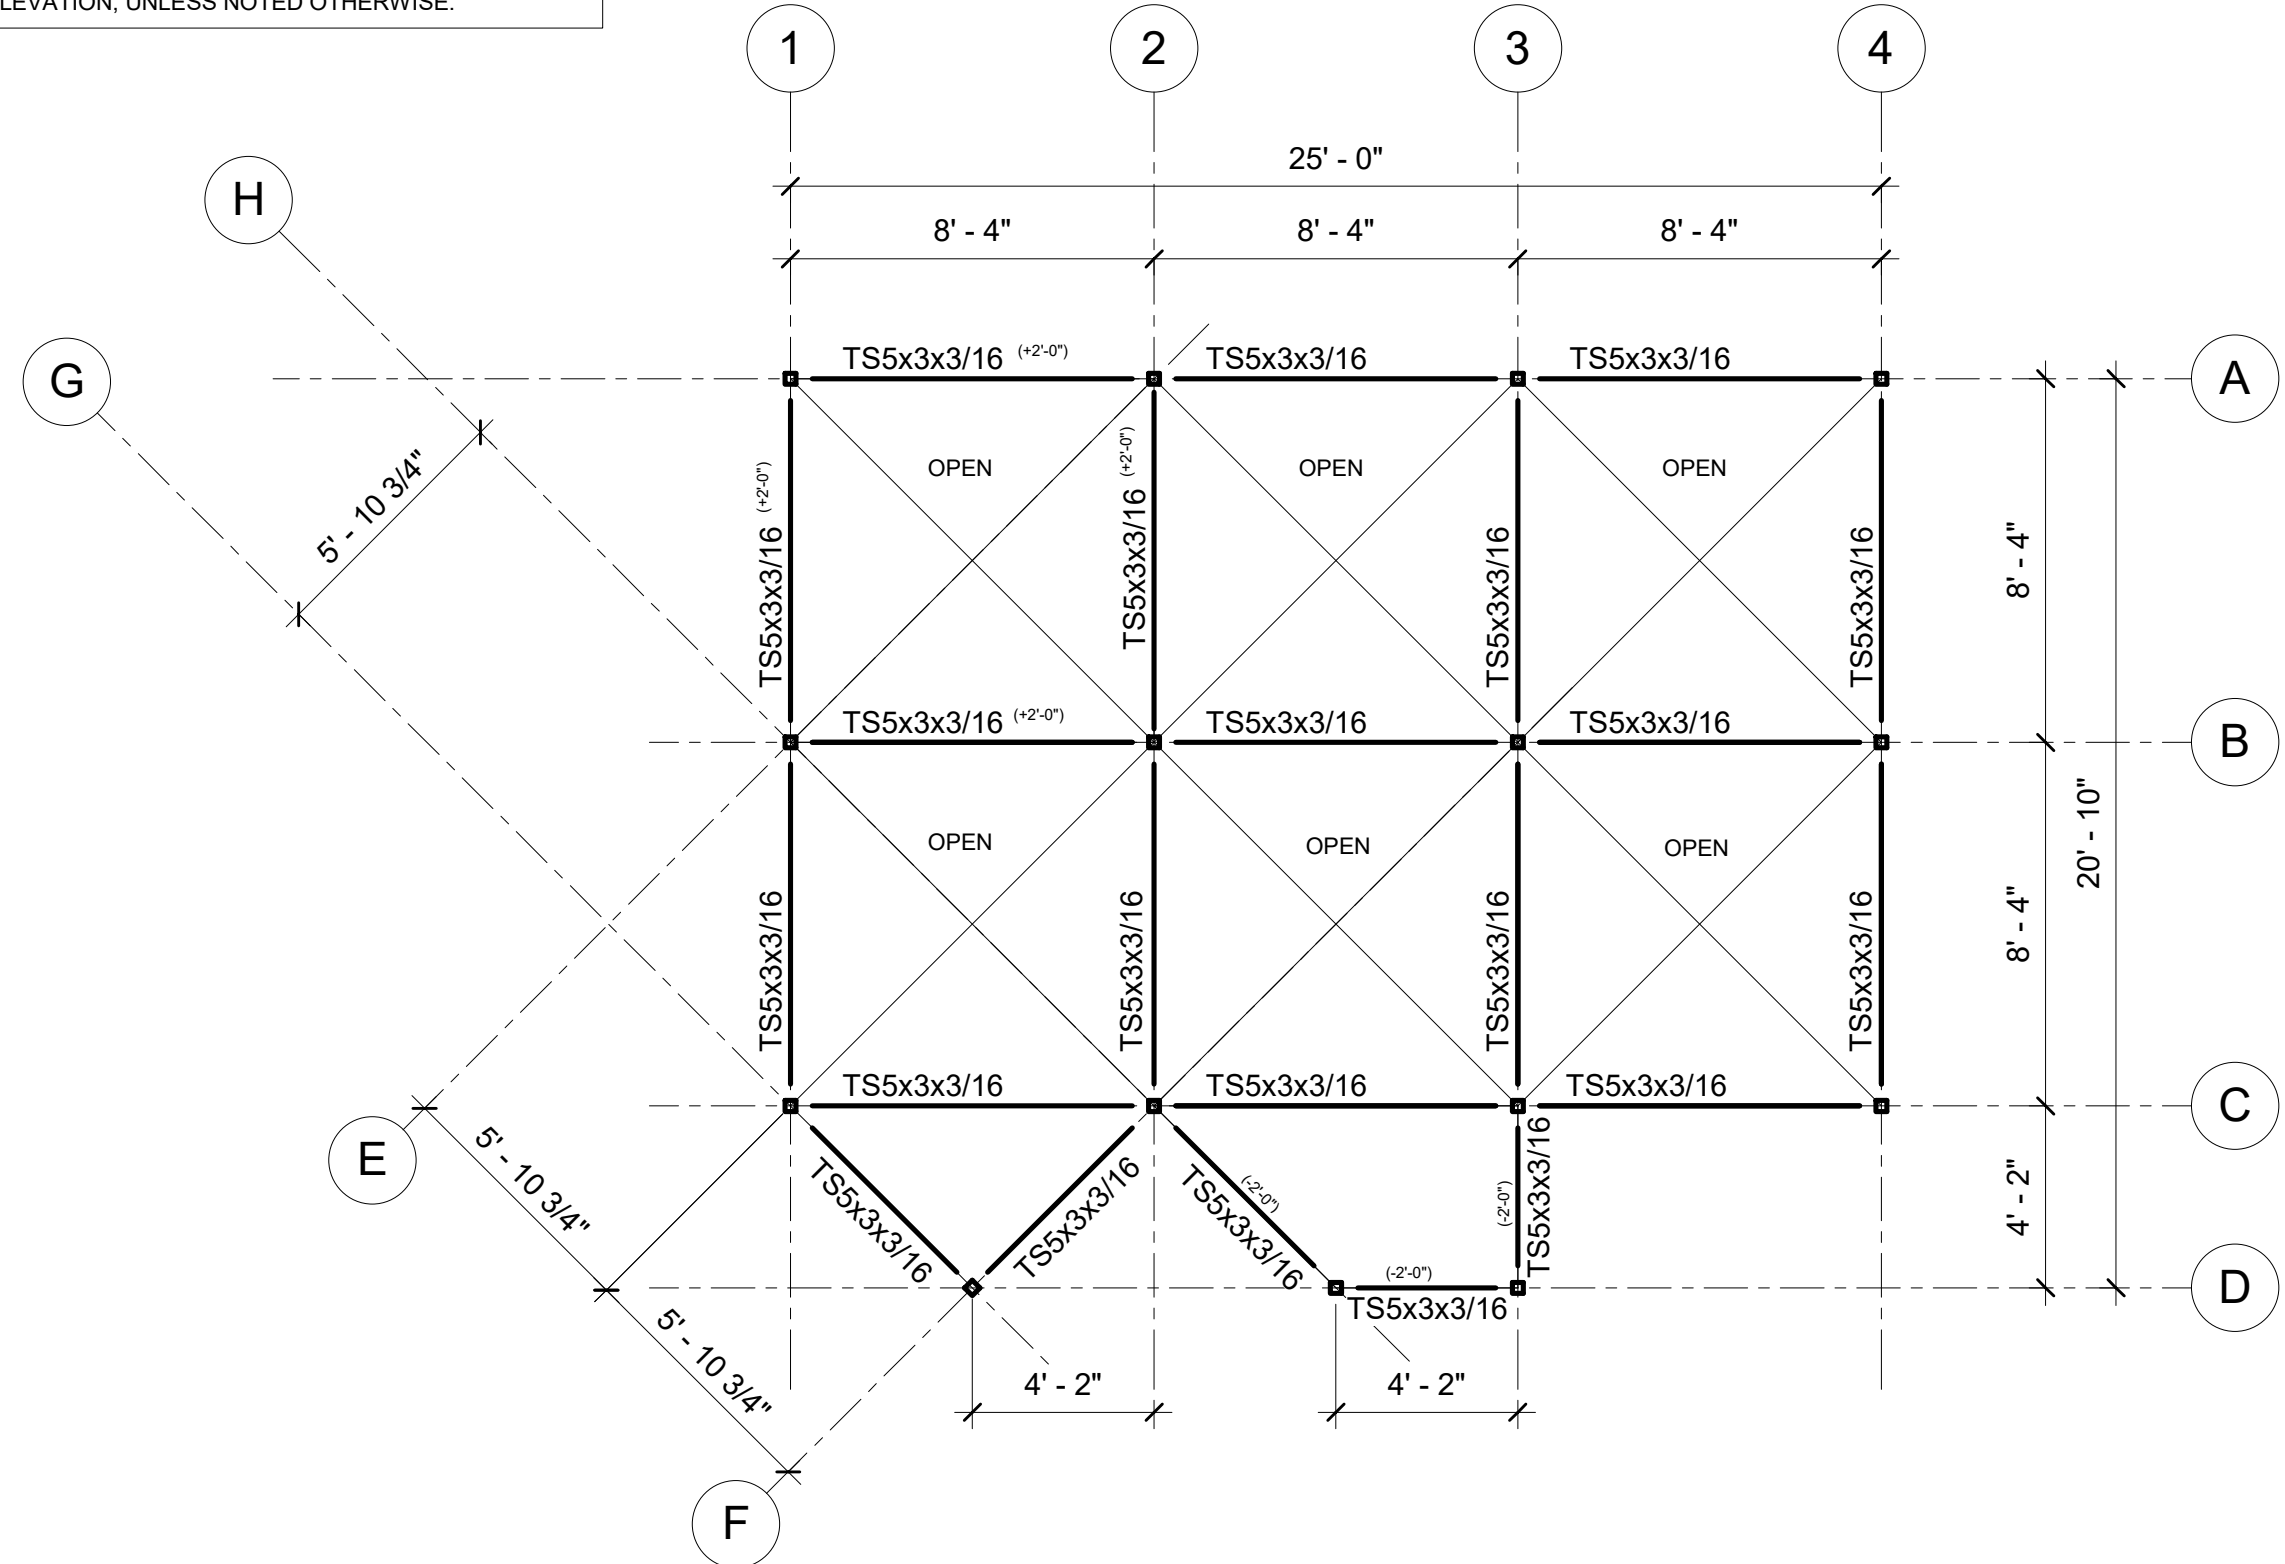 LEVATION, UNLESS NOTED OTHERWISE.
1
2
3
4
25' - 0"
8' - 4"
8' - 4"
8' - 4"
H
G
5' - 10 3/4"
TS5x3x3/16 (+2'-0")
TS5x3x3/16
TS5x3x3/16
A
TS5x3x3/16 (+2'-0")
OPEN
TS5x3x3/16 (+2'-0")
OPEN
TS5x3x3/16
OPEN
TS5x3x3/16
8' - 4"
TS5x3x3/16 (+2'-0")
TS5x3x3/16
TS5x3x3/16
B
20' - 10"
TS5x3x3/16
OPEN
TS5x3x3/16
OPEN
TS5x3x3/16
OPEN
TS5x3x3/16
8' - 4"
TS5x3x3/16
TS5x3x3/16
TS5x3x3/16
C
E
5' - 10 3/4"
TS5x3x3/16
TS5x3x3/16
(-2'-0")
TS5x3x3/16
(-2'-0")
TS5x3x3/16
4' - 2"
(-2'-0")
TS5x3x3/16
D
5' - 10 3/4"
4' - 2"
4' - 2"
F